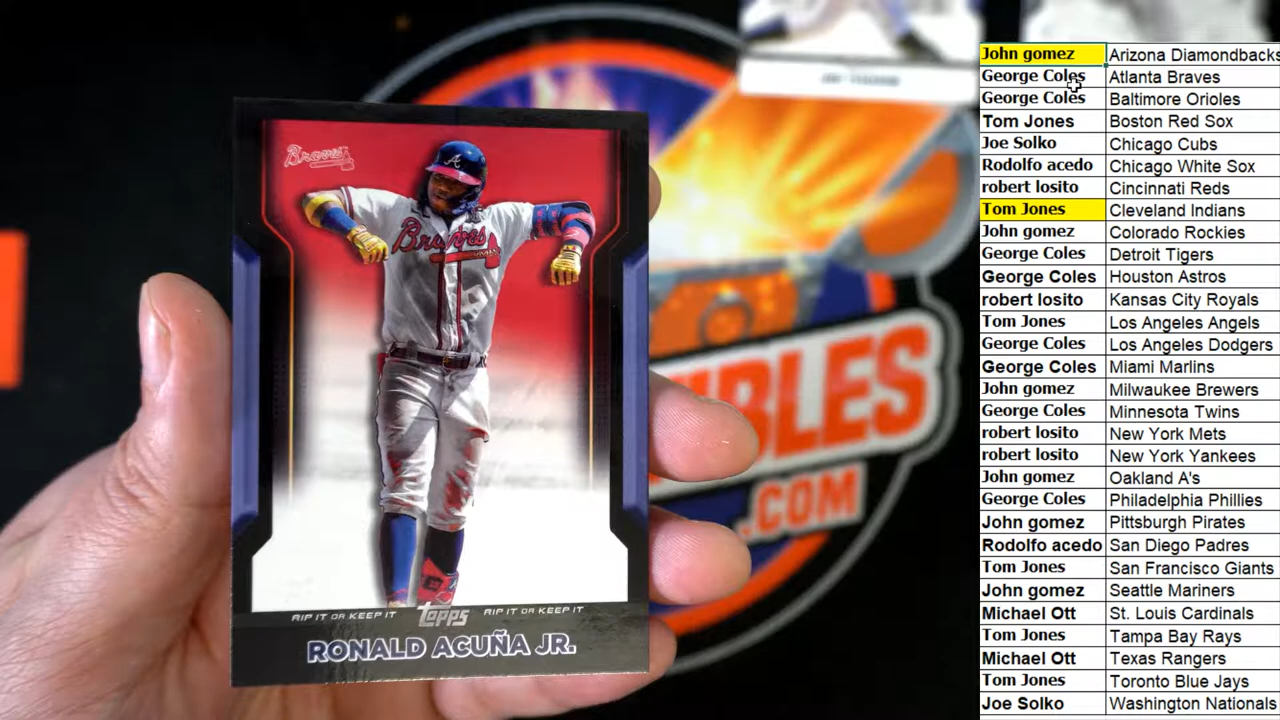 Braves
A
Braves
RIP IT OR KEEP IT topps RIP IT OR KEEP IT
RONALD ACUÑA JR.
IBLES
.COM
John gomez Arizona Diamondbacks
George Coles Atlanta Braves
George Coles Baltimore Orioles
Tom Jones Boston Red Sox
Joe Solko Chicago Cubs
Rodolfo acedo Chicago White Sox
robert losito Cincinnati Reds
Tom Jones Cleveland Indians
John gomez Colorado Rockies
George Coles Detroit Tigers
George Coles Houston Astros
robert losito Kansas City Royals
Tom Jones Los Angeles Angels
George Coles Los Angeles Dodgers
George Coles Miami Marlins
John gomez Milwaukee Brewers
George Coles Minnesota Twins
robert losito New York Mets
robert losito New York Yankees
John gomez Oakland A's
George Coles Philadelphia Phillies
John gomez Pittsburgh Pirates
Rodolfo acedo San Diego Padres
Tom Jones San Francisco Giants
John gomez Seattle Mariners
Michael Ott St. Louis Cardinals
Tom Jones Tampa Bay Rays
Michael Ott Texas Rangers
Tom Jones Toronto Blue Jays
Joe Solko Washington Nationals